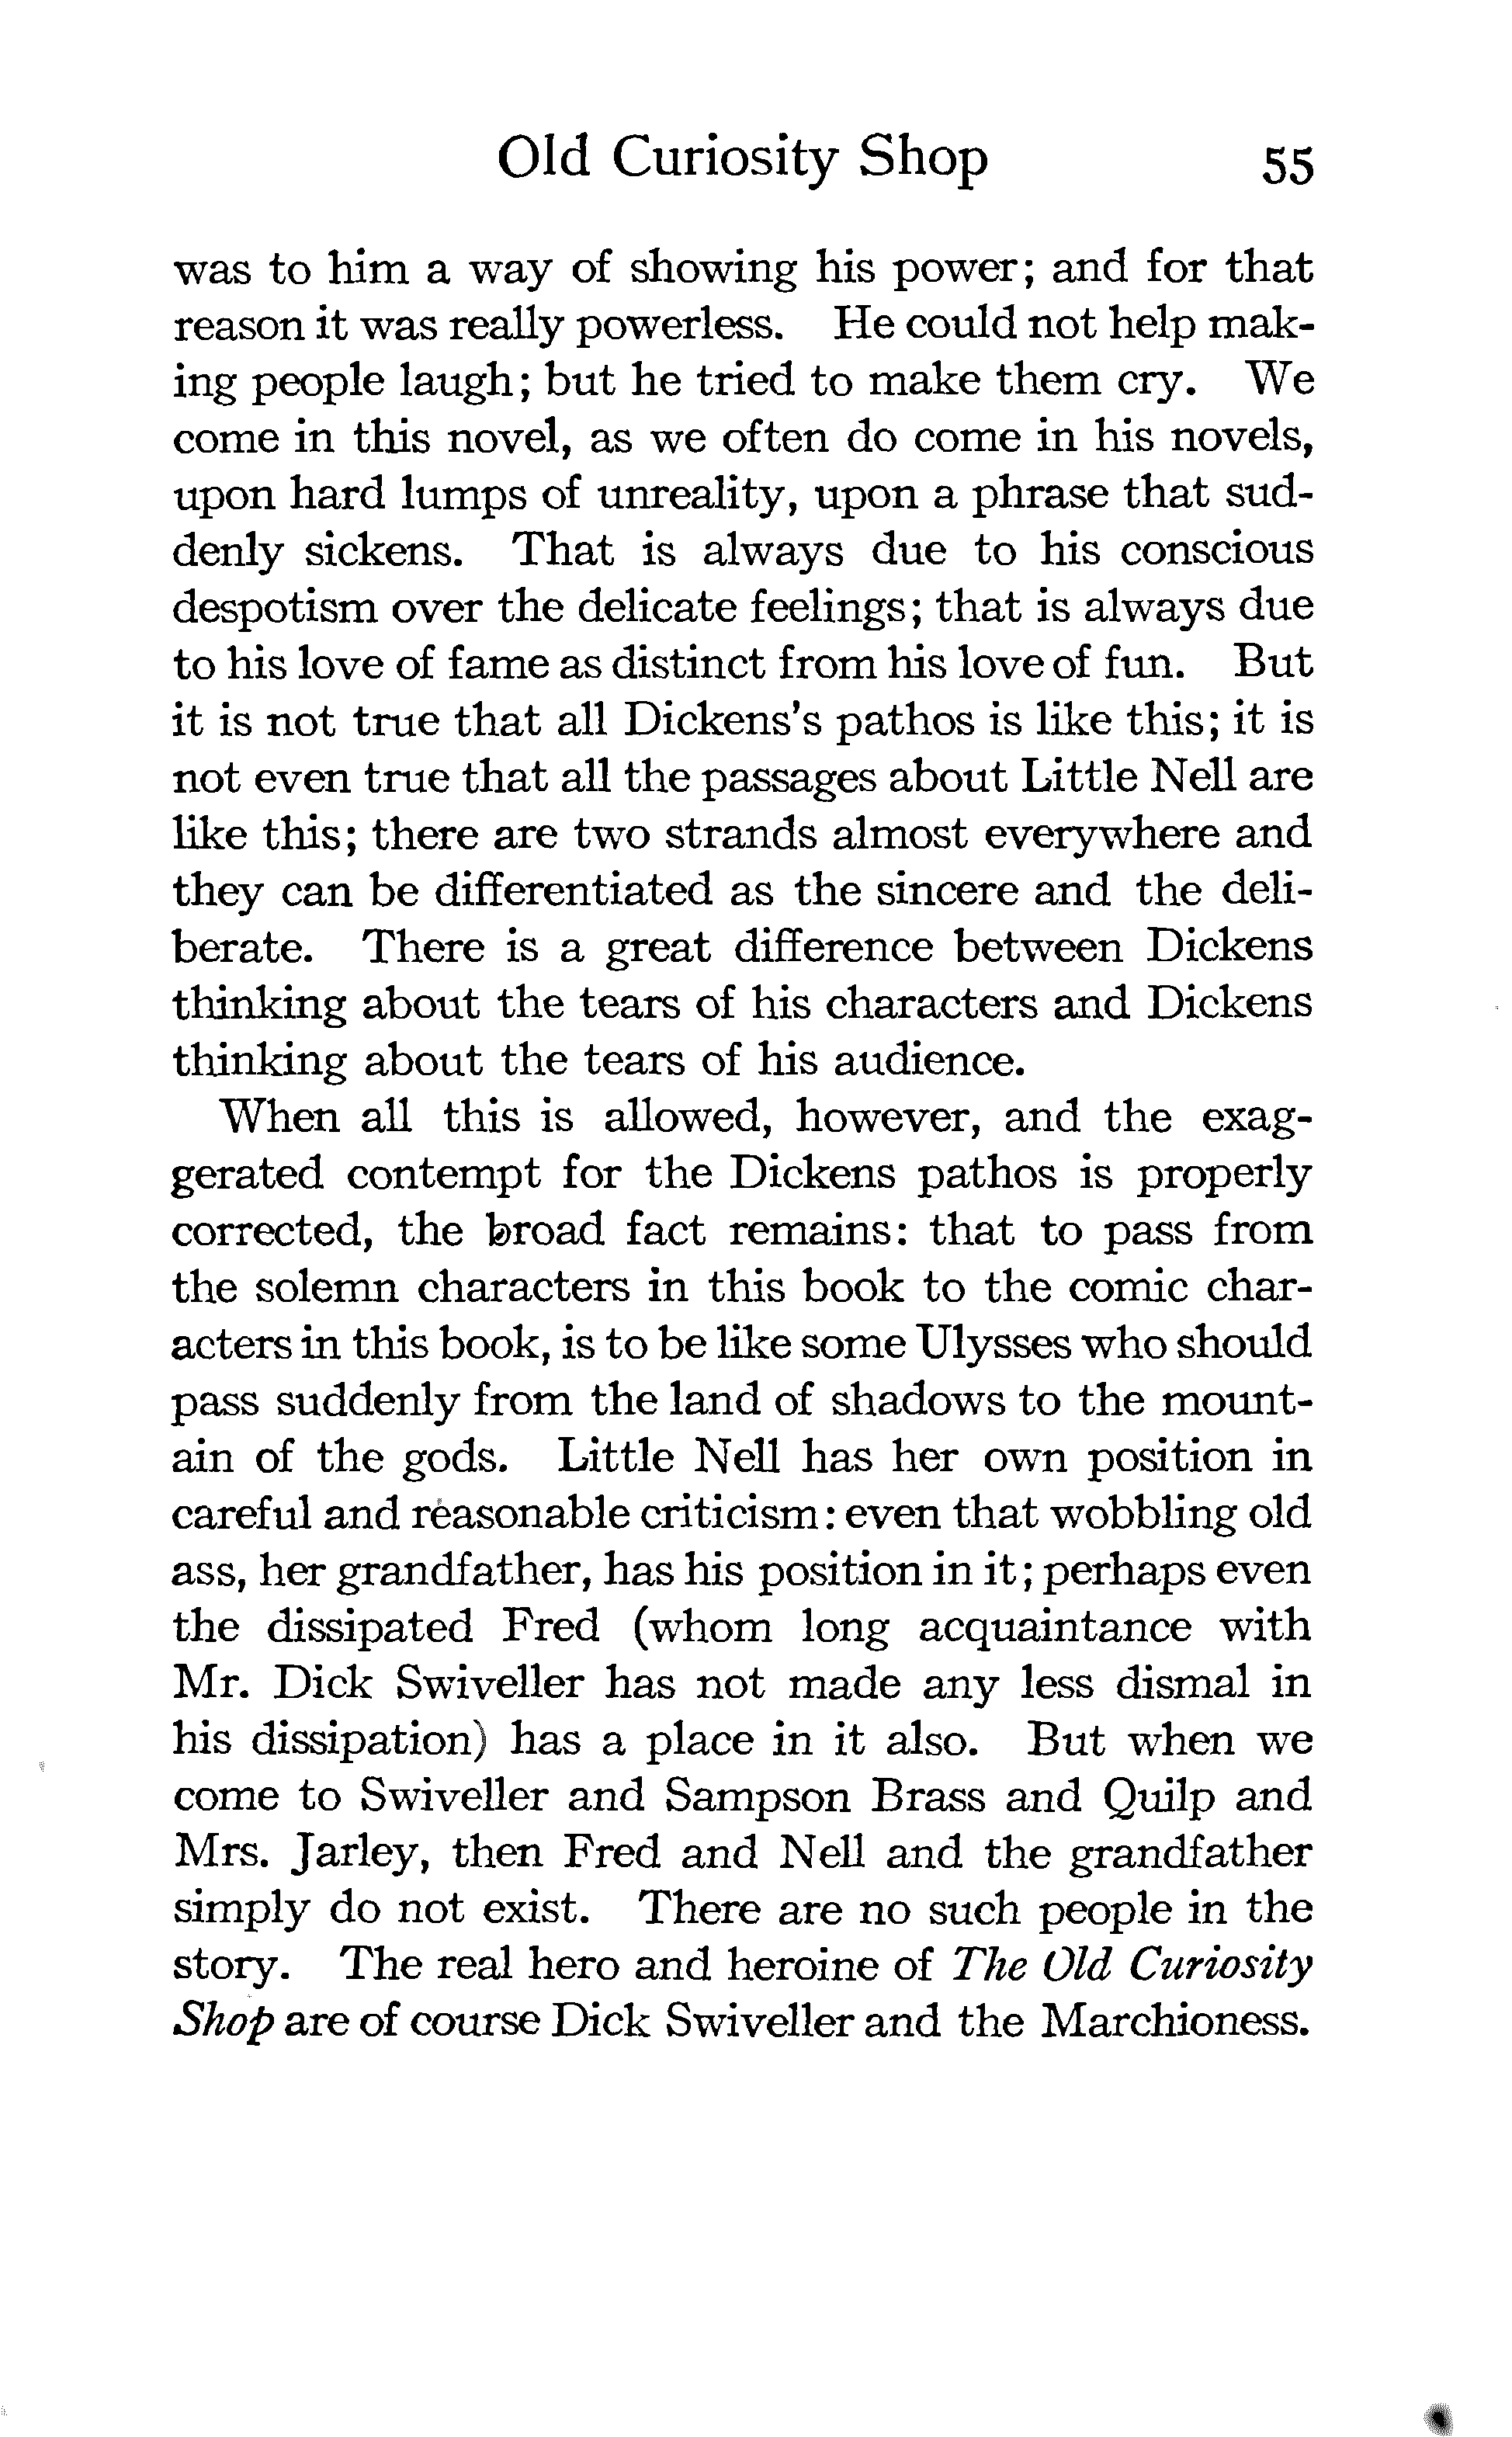 Old Curiosity Shop 55
was to him a way of showing his power; and for that
reason it was really powerless. He could not help mak-
ing people laugh; but he tried to make them cry. We
come in this novel, as we often do come in his novels,
upon hard lumps of unreality, upon a phrase that sud-
denly sickens. That is always due to his conscious
despotism over the delicate feelings; that is always due
to his love of fame as distinct from his love of fun. But
it is not true that all Dickens's pathos is like this; it is
not even true that all the passages about Little Nell are
like this; there are two strands almost everywhere and
they can be differentiated as the sincere and the deli-
berate. There is a great difference between Dickens
thinking about the tears of his characters and Dickens
thinking about the tears of his audience.
When all this is allowed, however, and the exag-
gerated contempt for the Dickens pathos is properly
corrected, the broad fact remains: that to pass from
the solemn characters in this book to the comic char-
acters in this book, is to be like some Ulysses who should
pass suddenly from the land of shadows to the mount-
ain of the gods. Little Nell has her own position in
careful and reasonable criticism: even that wobbling old
ass, her grandfather, has his position in it; perhaps even
the dissipated Fred (whom long acquaintance with
Mr. Dick Swiveller has not made any less dismal in
his dissipation) has a place in it also. But when we
come to Swiveller and Sampson Brass and Quilp and
Mrs. Jarley, then Fred and Nell and the grandfather
simply do not exist. There are no such people in the
story. The real hero and heroine of The Old Curiosity
Shop are of course Dick Swiveller and the Marchioness.